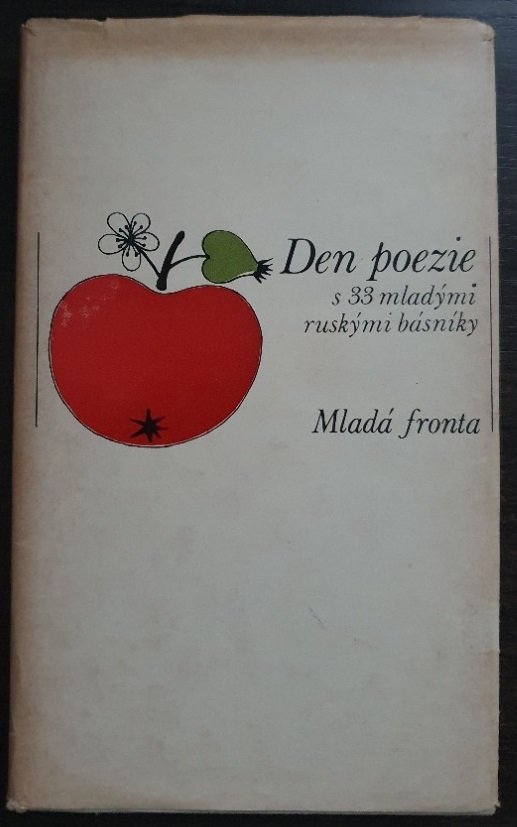 Den poezie
s 33 mladými
ruskými básníky
Mladá fronta